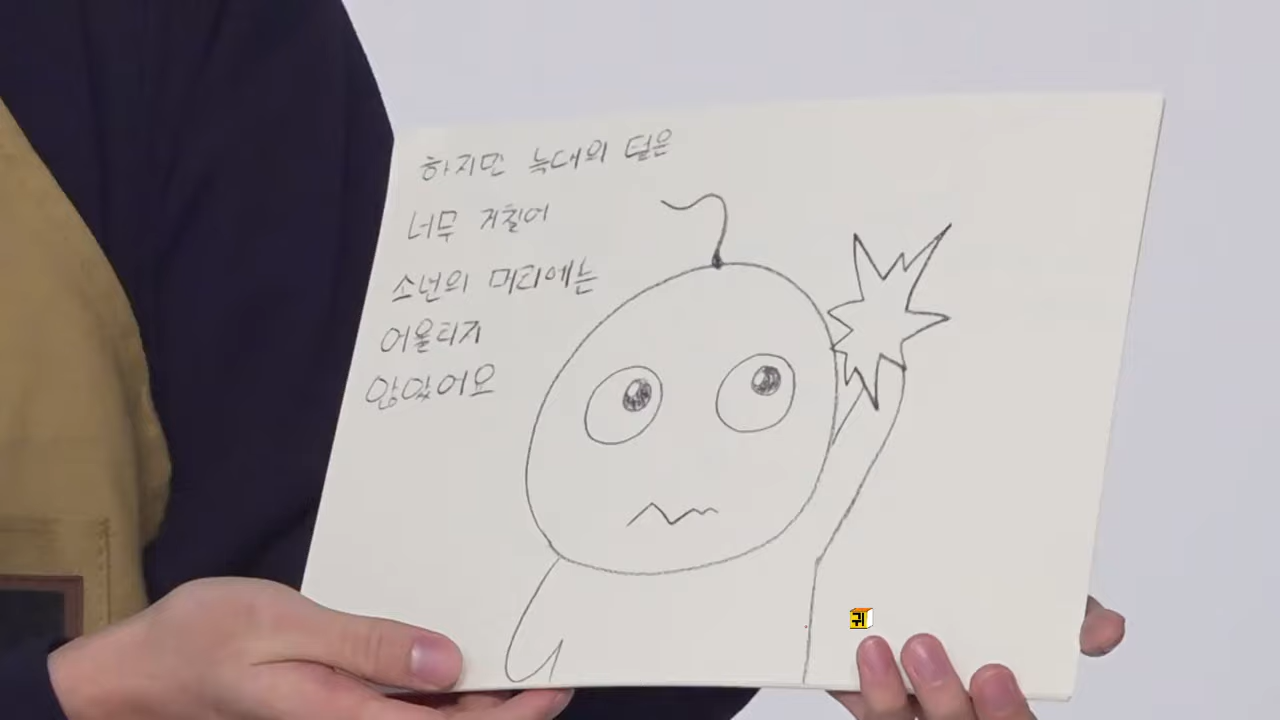 하지만 늑대의 털은
너무 거칠어
소년의 머리에는
어울리지
않았어요
귀